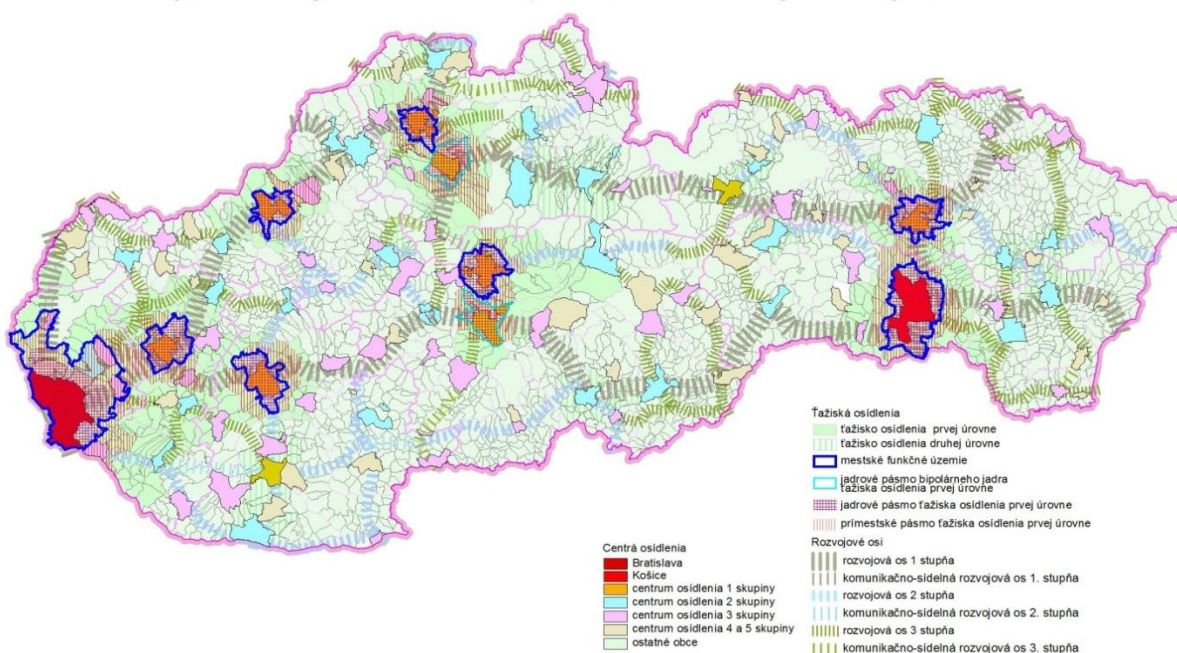 Ťažiská osídlenia
ťažisko osídlenia prvej úrovne
ťažisko osídlenia druhej úrovne
mestské funkčné územie
jadrové pásmo bipolárneho jadra
ťažiska osídlenia prvej úrovne
jadrové pásmo ťažiska osídlenia prvej úrovne
prímestské pásmo ťažiska osídlenia prvej úrovne
Rozvojové osi
rozvojová os 1 stupňa
komunikačno-sídelná rozvojová os 1. stupňa
rozvojová os 2 stupňa
komunikačno-sídelná rozvojová os 2. stupňa
rozvojová os 3 stupňa
komunikačno-sídelná rozvojová os 3. stupňa
Centrá osídlenia
Bratislava
Košice
centrum osídlenia 1 skupiny
centrum osídlenia 2 skupiny
centrum osídlenia 3 skupiny
centrum osídlenia 4 a 5 skupiny
ostatné obce